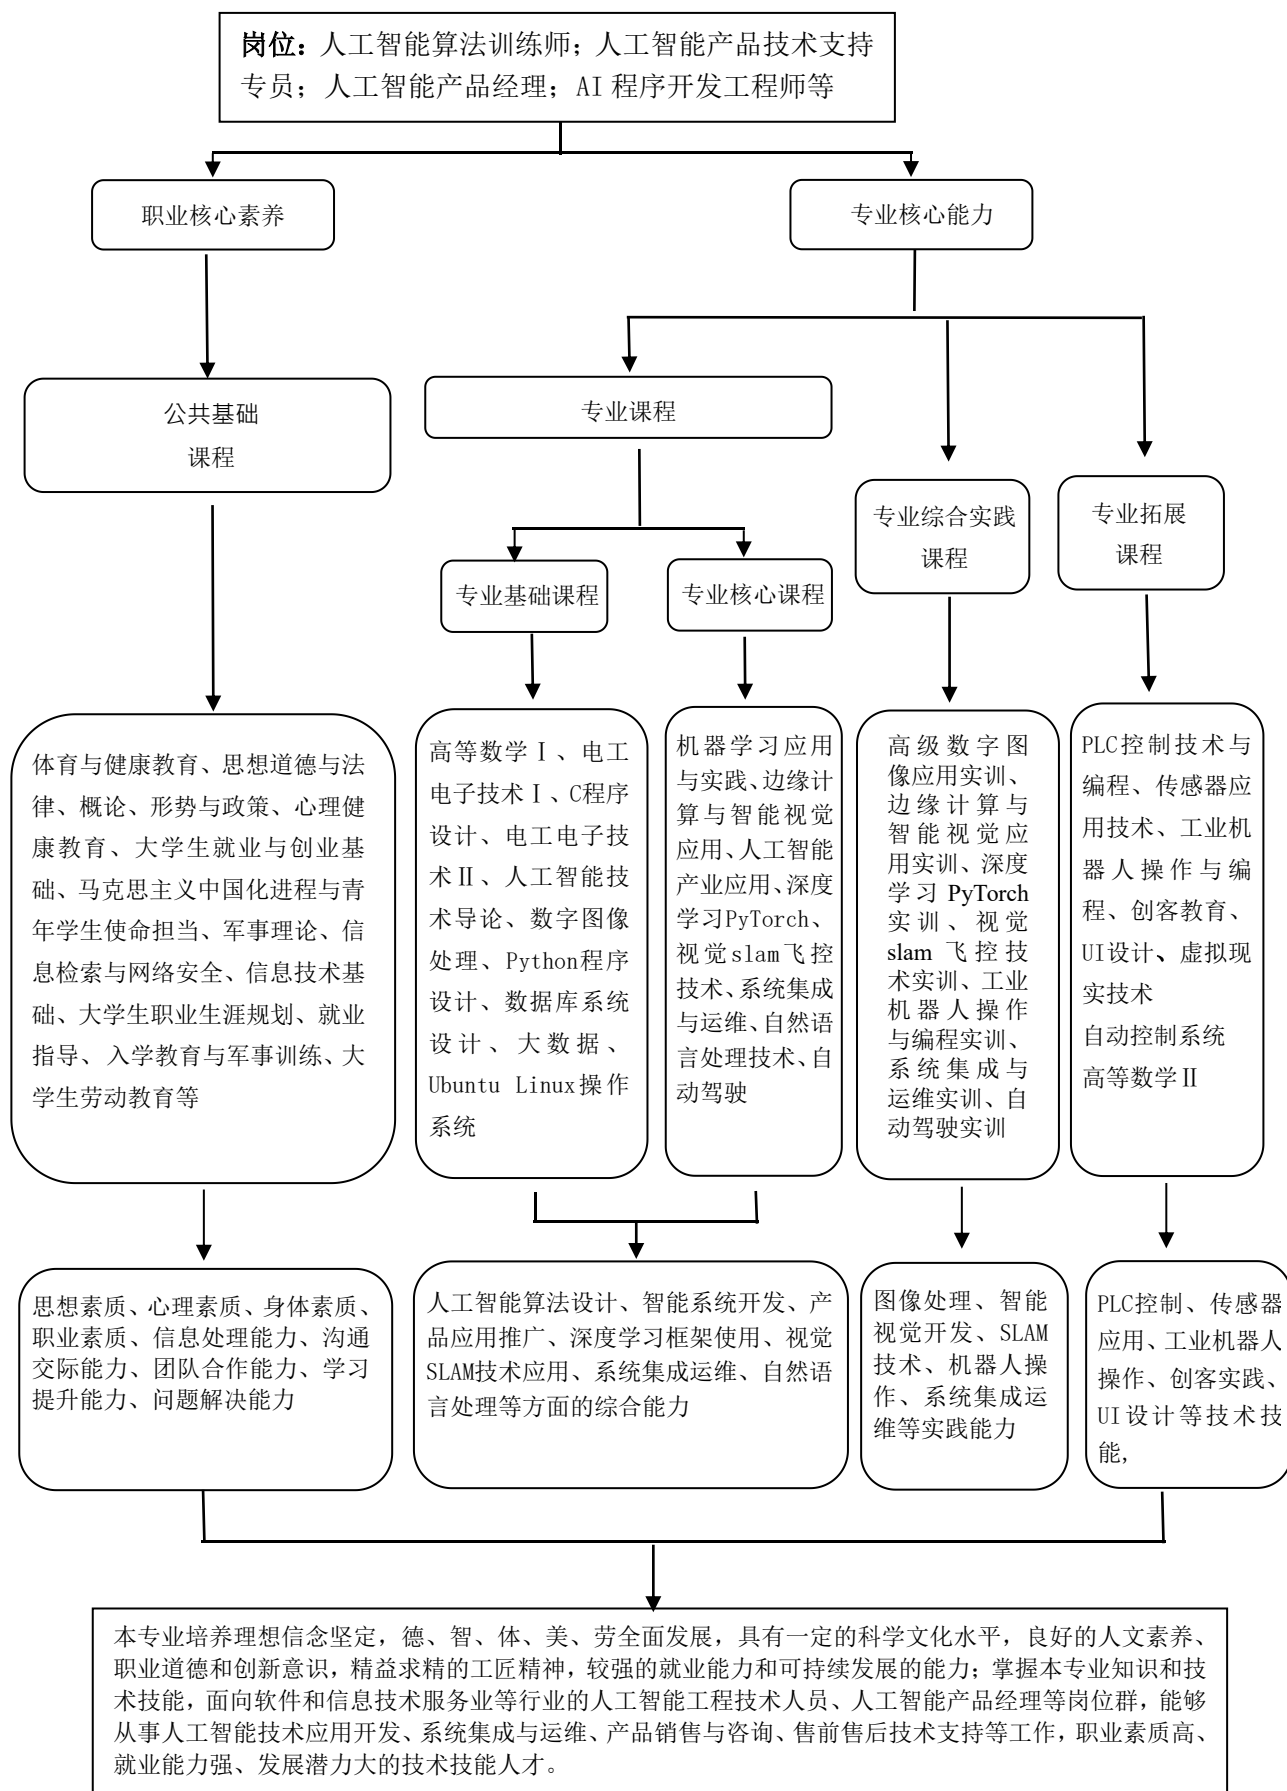 岗位：人工智能算法训练师；人工智能产品技术支持
专员；人工智能产品经理；AI 程序开发工程师等
职业核心素养
专业核心能力
公共基础
课程
专业课程
专业综合实践
课程
专业拓展
课程
专业基础课程
专业核心课程
体育与健康教育、思想道德与法
律、概论、形势与政策、心理健
康教育、大学生就业与创业基
础、马克思主义中国化进程与青
年学生使命担当、军事理论、信
息检索与网络安全、信息技术基
础、大学生职业生涯规划、就业
指导、入学教育与军事训练、大
学生劳动教育等
高等数学Ⅰ、电工
电子技术Ⅰ、C程序
设计、电工电子技
术Ⅱ、人工智能技
术导论、数字图像
处理、Python程序
设计、数据库系统
设计、大数据、
Ubuntu Linux操作
系统
机器学习应用
与实践、边缘计
算与智能视觉
应用、人工智能
产业应用、深度
学习PyTorch、
视觉slam飞控
技术、系统集成
与运维、自然语
言处理技术、自
动驾驶
高级数字图
像应用实训、
边缘计算与
智能视觉应
用实训、深度
学习 PyTorch
实训、视觉
slam 飞控技
术实训、工业
机器人操作
与编程实训、
系统集成与
运维实训、自
动驾驶实训
PLC控制技术与
编程、传感器应
用技术、工业机
器人操作与编
程、创客教育、
UI设计、虚拟现
实技术
自动控制系统
高等数学Ⅱ
思想素质、心理素质、身体素质、
职业素质、信息处理能力、沟通
交际能力、团队合作能力、学习
提升能力、问题解决能力
人工智能算法设计、智能系统开发、产
品应用推广、深度学习框架使用、视觉
SLAM技术应用、系统集成运维、自然语
言处理等方面的综合能力
图像处理、智能
视觉开发、SLAM
技术、机器人操
作、系统集成运
维等实践能力
PLC控制、传感器
应用、工业机器人
操作、创客实践、
UI设计等技术技
能,
本专业培养理想信念坚定，德、智、体、美、劳全面发展，具有一定的科学文化水平，良好的人文素养、
职业道德和创新意识，精益求精的工匠精神，较强的就业能力和可持续发展的能力；掌握本专业知识和技
术技能，面向软件和信息技术服务业等行业的人工智能工程技术人员、人工智能产品经理等岗位群，能够
从事人工智能技术应用开发、系统集成与运维、产品销售与咨询、售前售后技术支持等工作，职业素质高、
就业能力强、发展潜力大的技术技能人才。